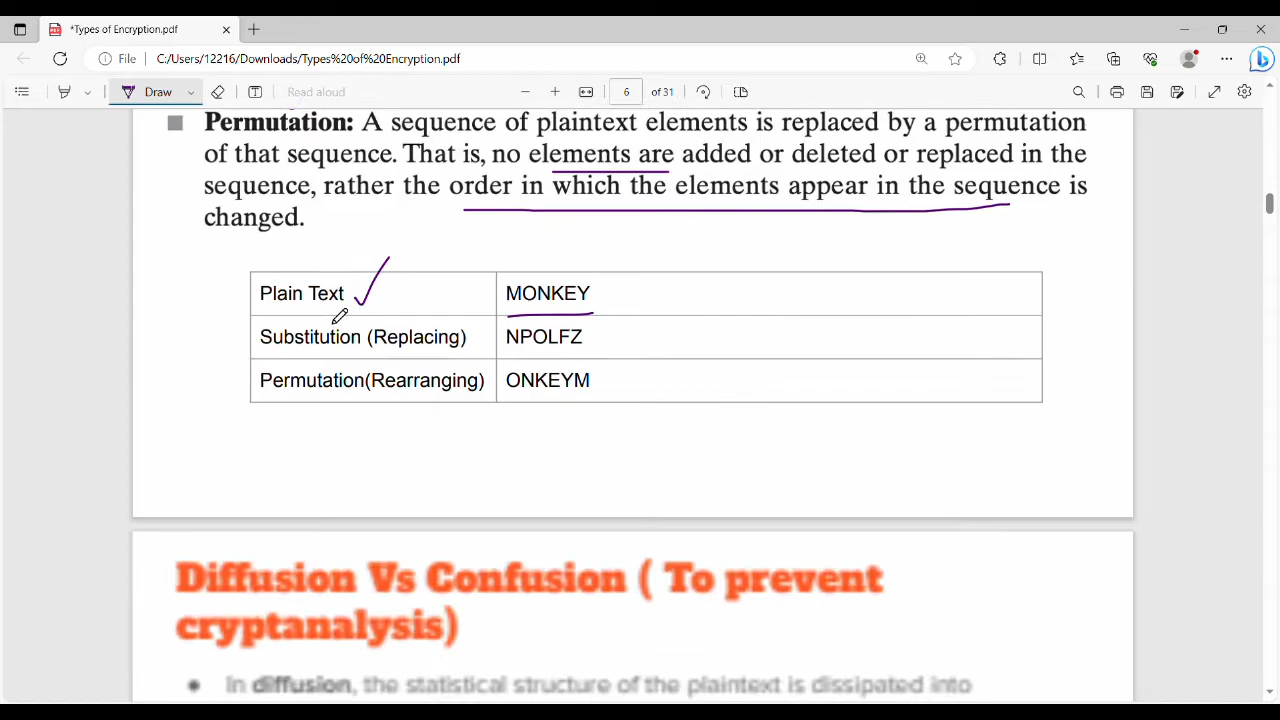 *Types of Encryption.pdf
File C:/Users/12216/Downloads/Types%20of%20Encryption.pdf
Draw Read aloud 6 of 31
Permutation: A sequence of plaintext elements is replaced by a permutation
of that sequence. That is, no elements are added or deleted or replaced in the
sequence, rather the order in which the elements appear in the sequence is
changed.
Plain Text MONKEY
Substitution (Replacing) NPOLFZ
Permutation(Rearranging) ONKEYM
Diffusion Vs Confusion ( To prevent
cryptanalysis)
In diffusion, the statistical structure of the plaintext is dissipated into